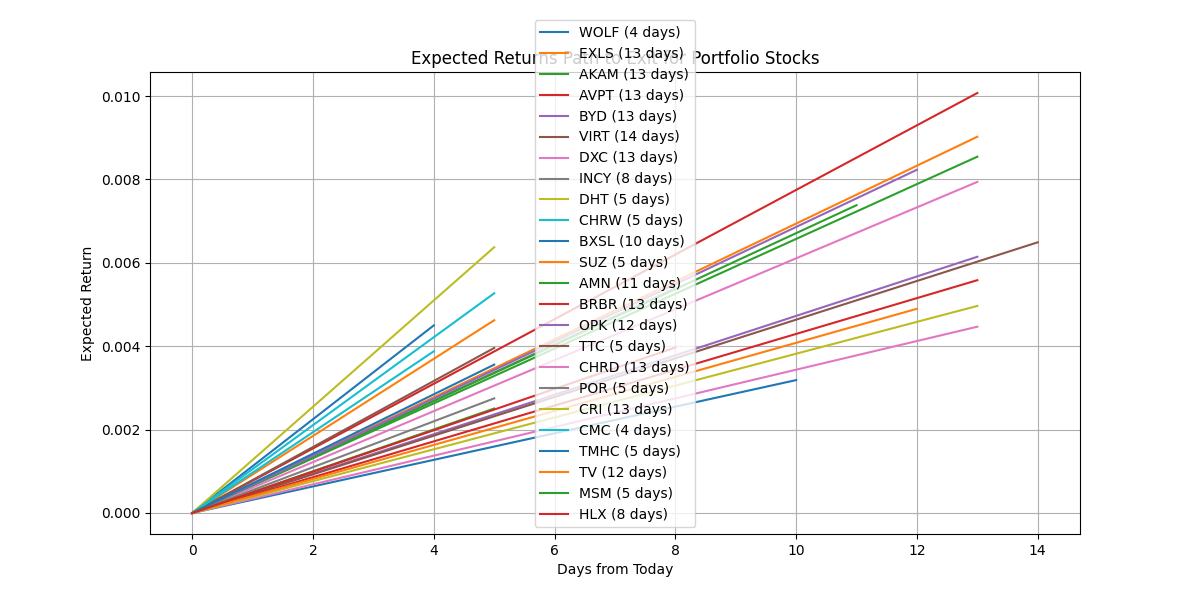 Expected Returns Path to Exit for Portfolio Stocks
WOLF (4 days)
EXLS (13 days)
AKAM (13 days)
AVPT (13 days)
BYD (13 days)
VIRT (14 days)
DXC (13 days)
INCY (8 days)
DHT (5 days)
CHRW (5 days)
BXSL (10 days)
SUZ (5 days)
AMN (11 days)
BRBR (13 days)
OPK (12 days)
TTC (5 days)
CHRD (13 days)
POR (5 days)
CRI (13 days)
CMC (4 days)
TMHC (5 days)
TV (12 days)
MSM (5 days)
HLX (8 days)
Expected Return
0.010
0.008
0.006
0.004
0.002
0.000
0 2 4 6 8 10 12 14
Days from Today